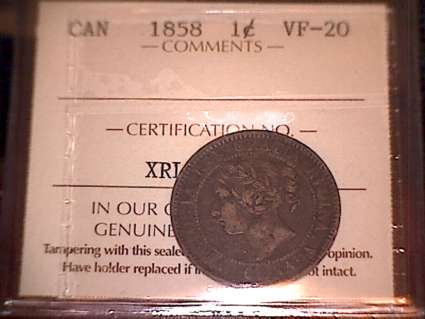 CAN 1858 1¢ VF-20
— COMMENTS —
— CERTIFICATION NO. —
XRI
IN OUR
GENUINE
Tampering with this seale opinion.
Have holder replaced if in ot intact.